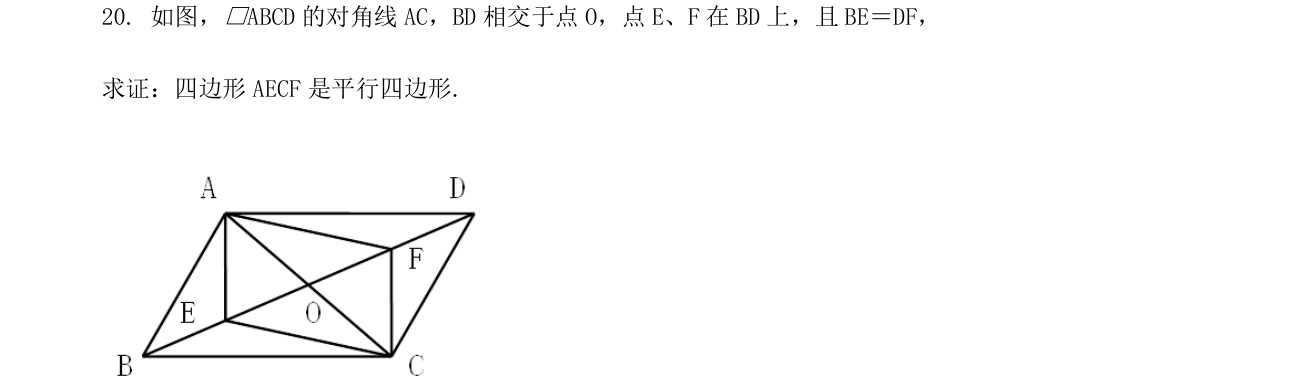 20. 如图，▱ABCD 的对角线 AC，BD 相交于点 O，点 E、F 在 BD 上，且 BE＝DF，
求证：四边形 AECF 是平行四边形.
A
D
F
E
O
B
C